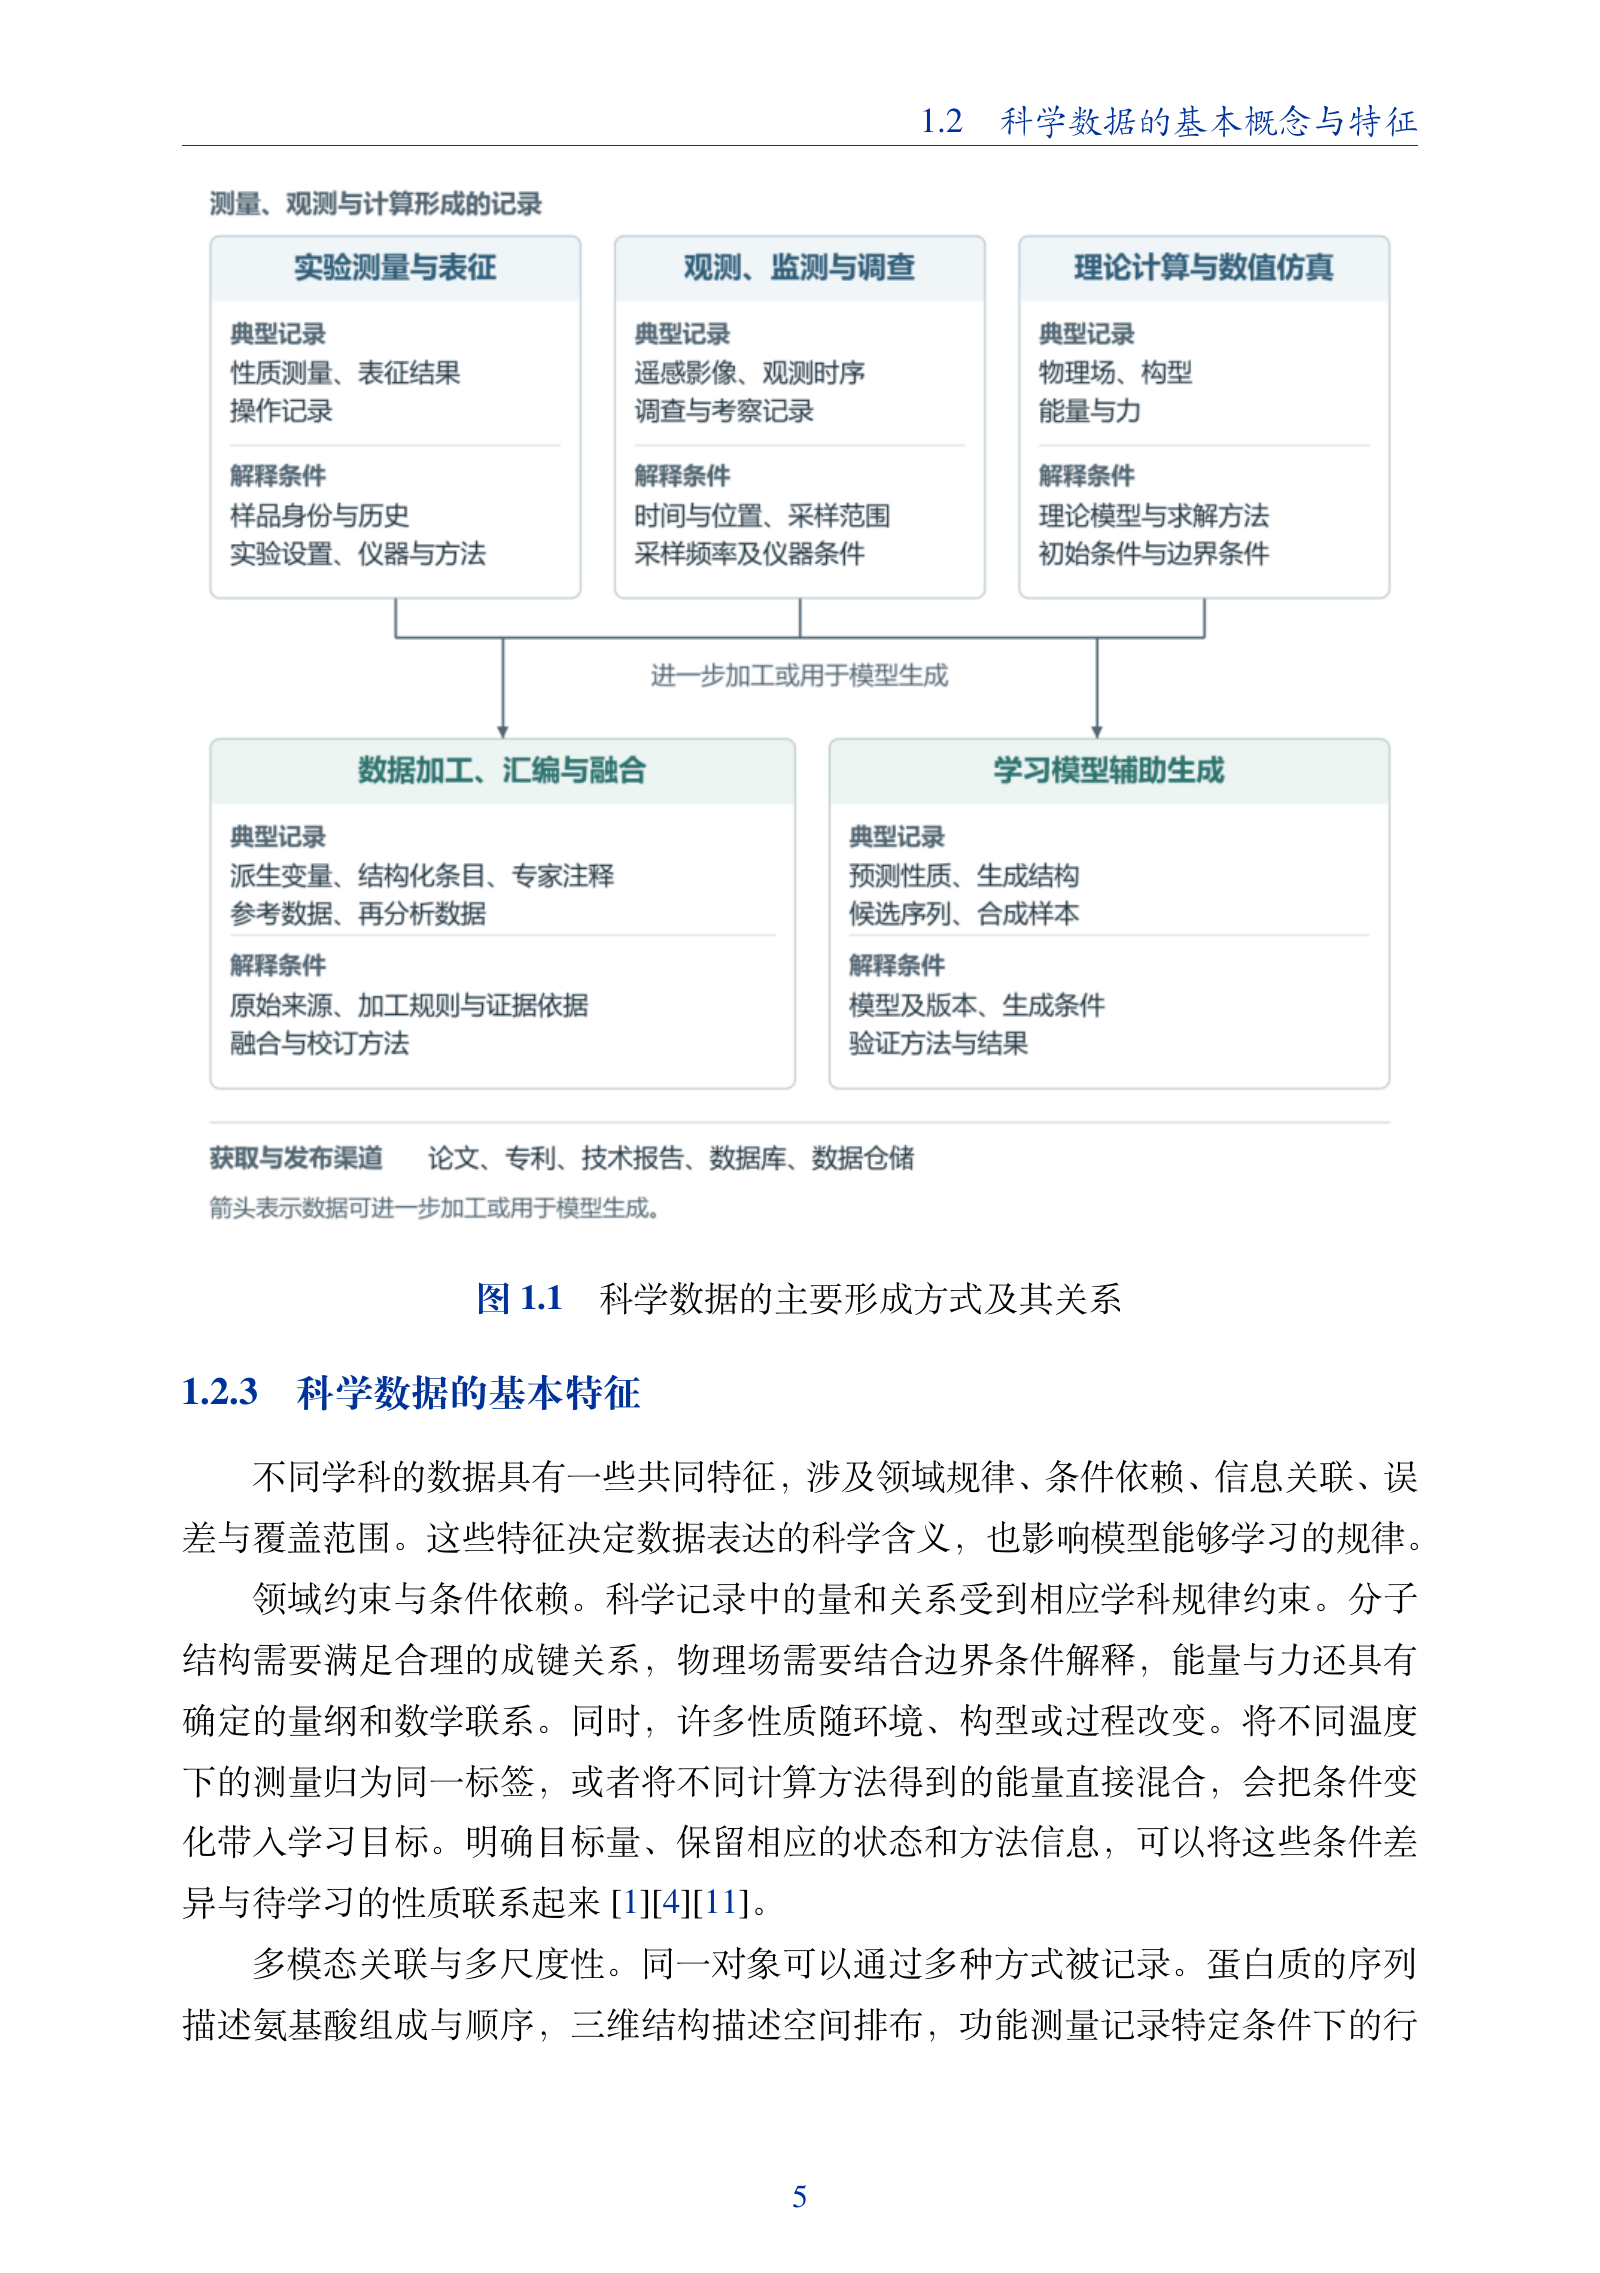 1.2 科学数据的基本概念与特征
测量、观测与计算形成的记录
实验测量与表征
典型记录
性质测量、表征结果
操作记录
解释条件
样品身份与历史
实验设置、仪器与方法
观测、监测与调查
典型记录
遥感影像、观测时序
调查与考察记录
解释条件
时间与位置、采样范围
采样频率及仪器条件
理论计算与数值仿真
典型记录
物理场、构型
能量与力
解释条件
理论模型与求解方法
初始条件与边界条件
进一步加工或用于模型生成
数据加工、汇编与融合
典型记录
派生变量、结构化条目、专家注释
参考数据、再分析数据
解释条件
原始来源、加工规则与证据依据
融合与校订方法
学习模型辅助生成
典型记录
预测性质、生成结构
候选序列、合成样本
解释条件
模型及版本、生成条件
验证方法与结果
获取与发布渠道 论文、专利、技术报告、数据库、数据仓储
箭头表示数据可进一步加工或用于模型生成。
图 1.1 科学数据的主要形成方式及其关系
1.2.3 科学数据的基本特征
不同学科的数据具有一些共同特征，涉及领域规律、条件依赖、信息关联、误
差与覆盖范围。这些特征决定数据表达的科学含义，也影响模型能够学习的规律。
领域约束与条件依赖。科学记录中的量和关系受到相应学科规律约束。分子
结构需要满足合理的成键关系，物理场需要结合边界条件解释，能量与力还具有
确定的量纲和数学联系。同时，许多性质随环境、构型或过程改变。将不同温度
下的测量归为同一标签，或者将不同计算方法得到的能量直接混合，会把条件变
化带入学习目标。明确目标量、保留相应的状态和方法信息，可以将这些条件差
异与待学习的性质联系起来 [1][4][11]。
多模态关联与多尺度性。同一对象可以通过多种方式被记录。蛋白质的序列
描述氨基酸组成与顺序，三维结构描述空间排布，功能测量记录特定条件下的行
5